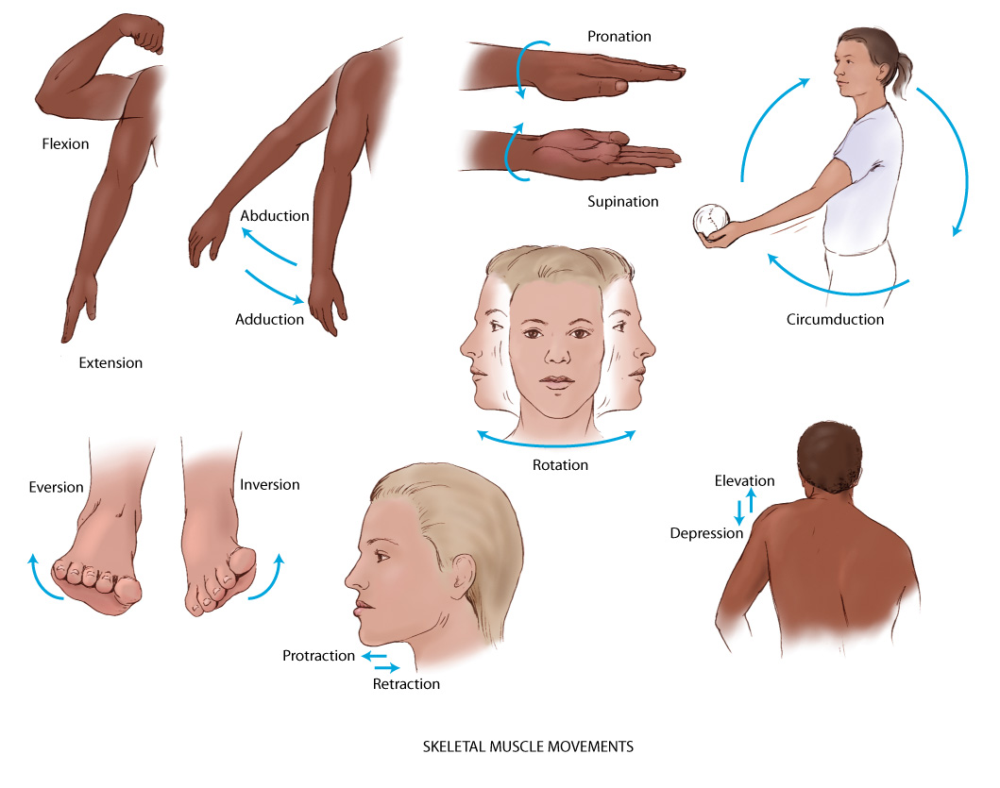 Pronation
Flexion
Supination
Abduction
Adduction
Circumduction
Extension
Rotation
Eversion
Inversion
Elevation
Depression
Protraction
Retraction
SKELETAL MUSCLE MOVEMENTS